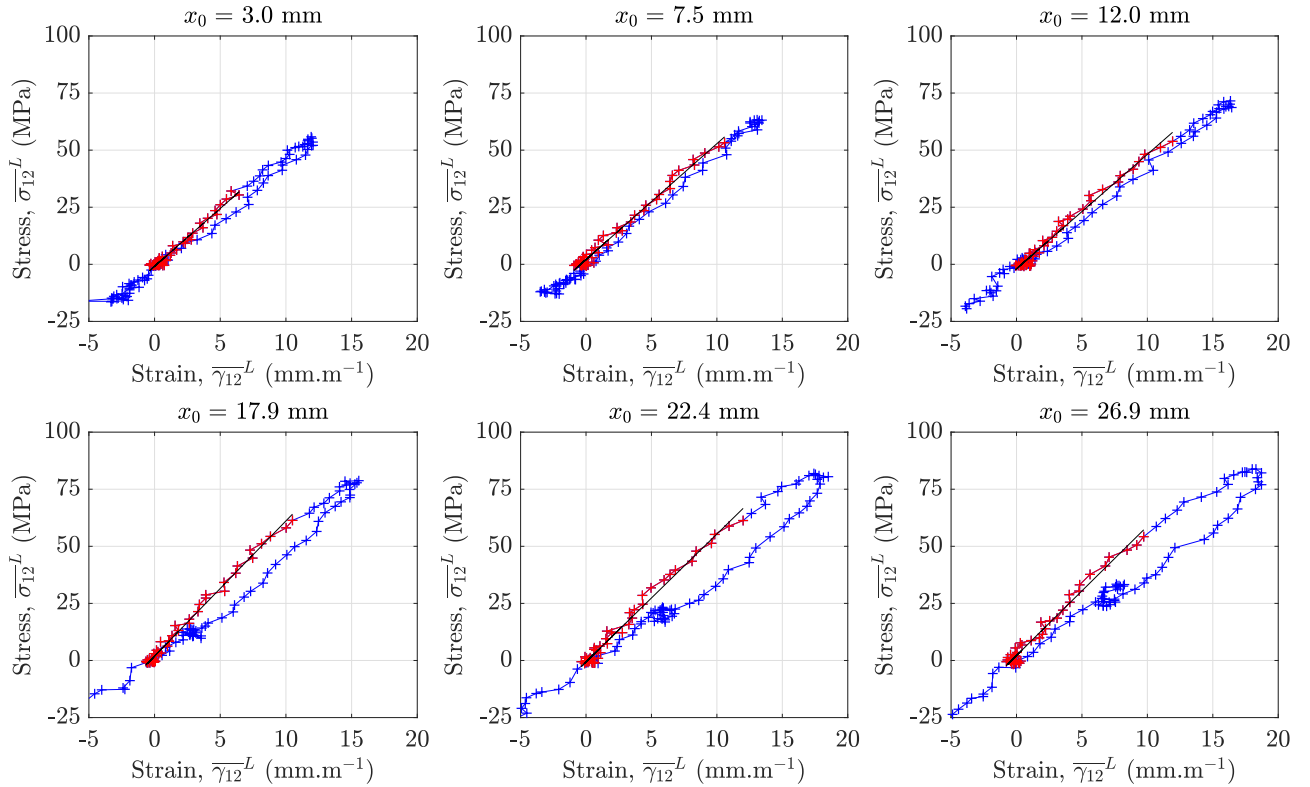 x₀ = 3.0 mm
100
75
50
25
0
-25
Stress, σ₁₂ᴸ (MPa)
-5 0 5 10 15 20
Strain, γ₁₂ᴸ (mm.m⁻¹)
x₀ = 7.5 mm
100
75
50
25
0
-25
Stress, σ₁₂ᴸ (MPa)
-5 0 5 10 15 20
Strain, γ₁₂ᴸ (mm.m⁻¹)
x₀ = 12.0 mm
100
75
50
25
0
-25
Stress, σ₁₂ᴸ (MPa)
-5 0 5 10 15 20
Strain, γ₁₂ᴸ (mm.m⁻¹)
x₀ = 17.9 mm
100
75
50
25
0
-25
Stress, σ₁₂ᴸ (MPa)
-5 0 5 10 15 20
Strain, γ₁₂ᴸ (mm.m⁻¹)
x₀ = 22.4 mm
100
75
50
25
0
-25
Stress, σ₁₂ᴸ (MPa)
-5 0 5 10 15 20
Strain, γ₁₂ᴸ (mm.m⁻¹)
x₀ = 26.9 mm
100
75
50
25
0
-25
Stress, σ₁₂ᴸ (MPa)
-5 0 5 10 15 20
Strain, γ₁₂ᴸ (mm.m⁻¹)